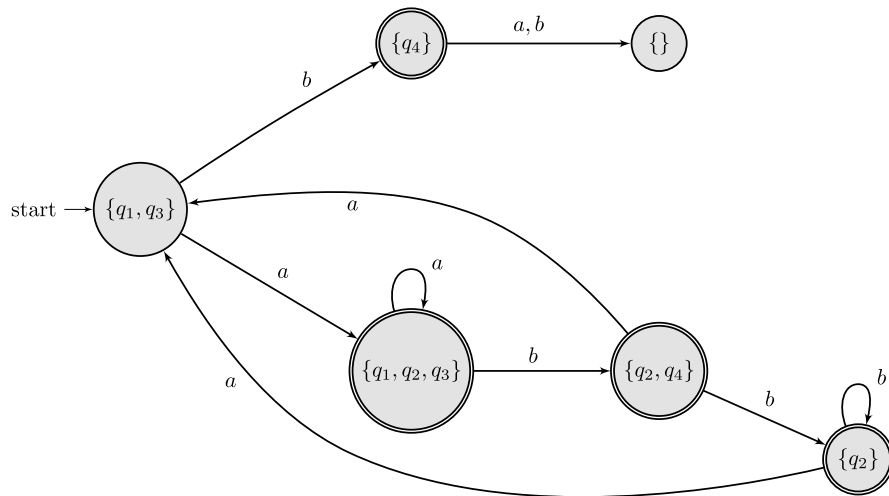 {q4}
a, b
{}
b
start
{q1, q3}
a
a
a
{q1, q2, q3}
b
{q2, q4}
a
b
b
{q2}